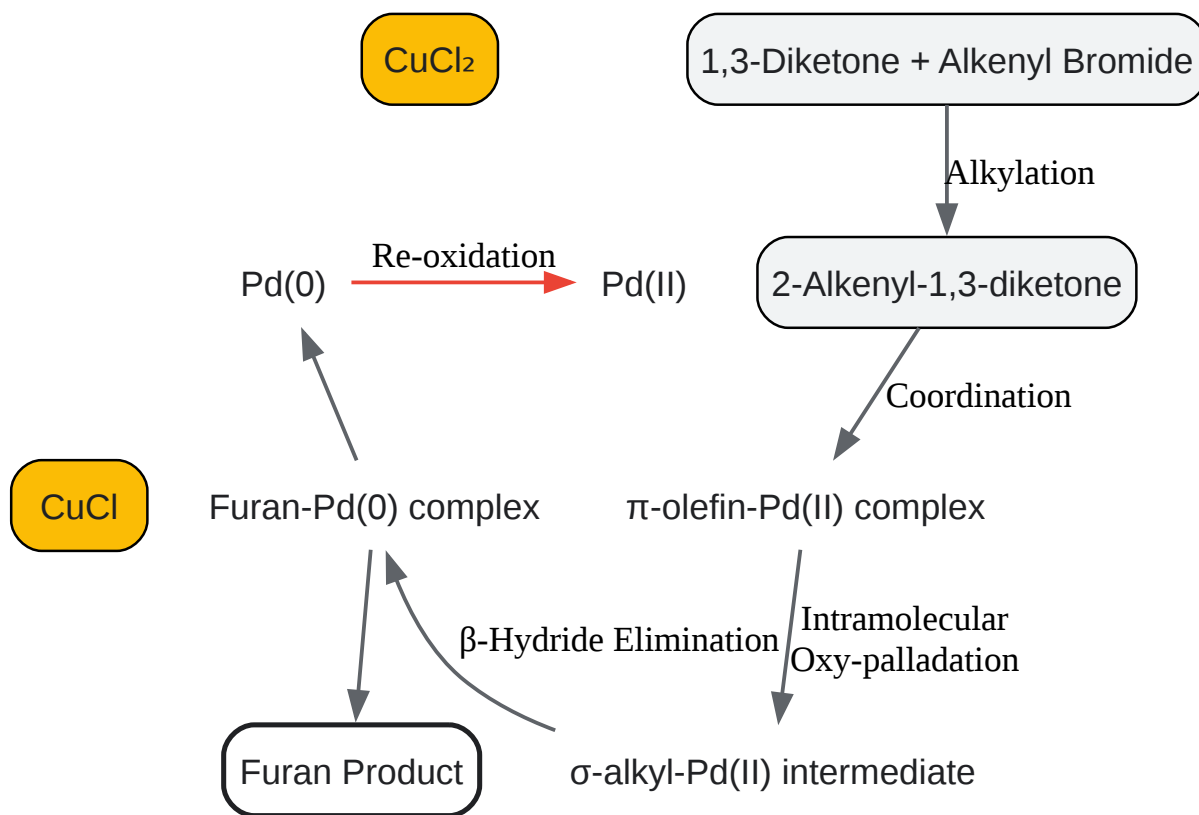 CuCl₂
1,3-Diketone + Alkenyl Bromide
Alkylation
Re-oxidation
Pd(0)
Pd(II)
2-Alkenyl-1,3-diketone
Coordination
CuCl
Furan-Pd(0) complex
π-olefin-Pd(II) complex
β-Hydride Elimination
Intramolecular
Oxy-palladation
Furan Product
σ-alkyl-Pd(II) intermediate